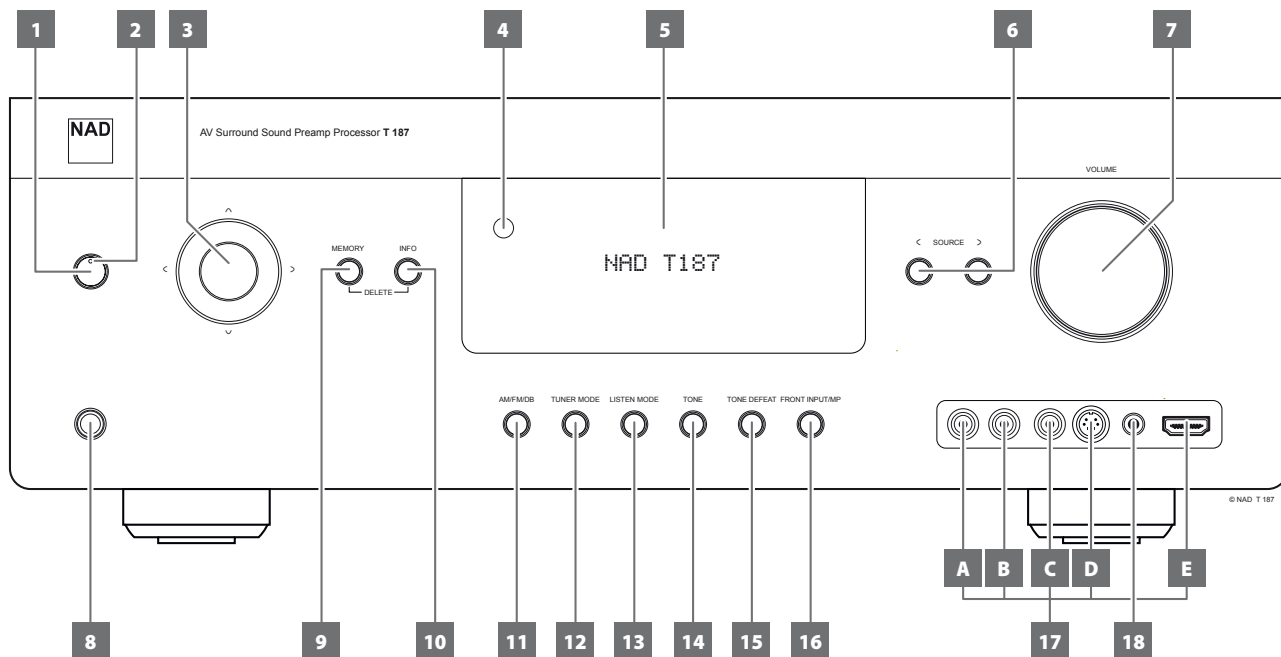 1 2 3 4 5 6 7
NAD
AV Surround Sound Preamp Processor T 187
VOLUME
MEMORY INFO
DELETE
NAD T187
< SOURCE >
AM/FM/DB TUNER MODE LISTEN MODE TONE TONE DEFEAT FRONT INPUT/MP
© NAD T 187
A B C D E
8 9 10 11 12 13 14 15 16 17 18